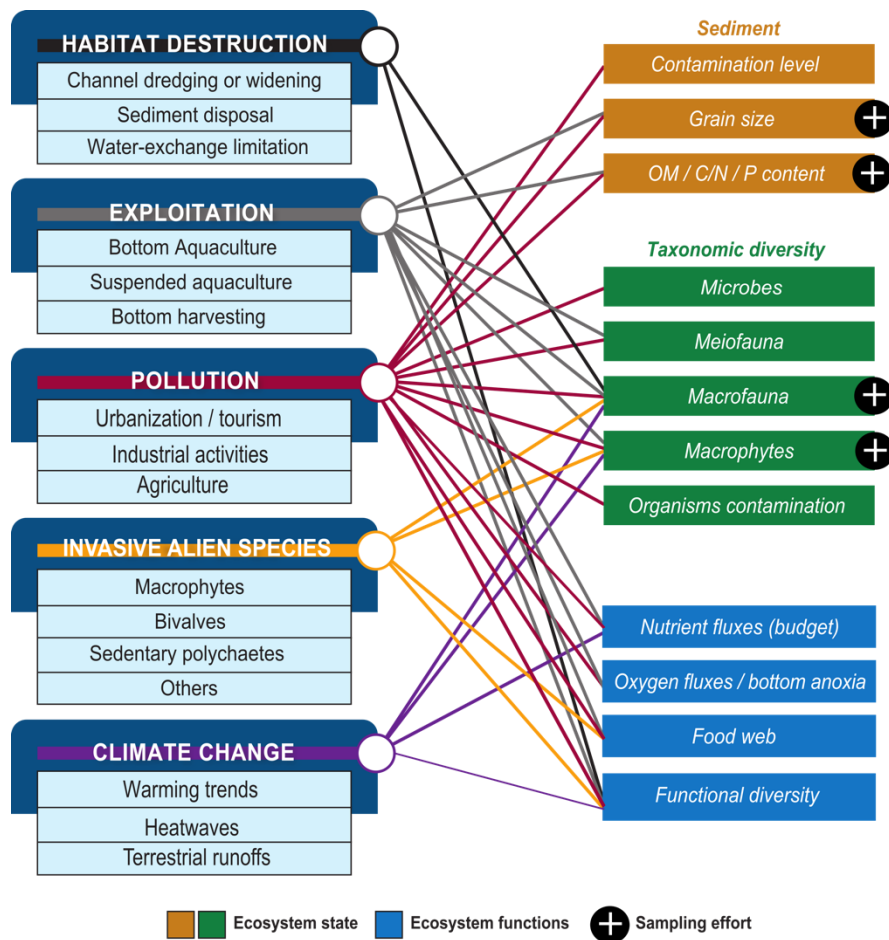 HABITAT DESTRUCTION
Channel dredging or widening
Sediment disposal
Water-exchange limitation
EXPLOITATION
Bottom Aquaculture
Suspended aquaculture
Bottom harvesting
POLLUTION
Urbanization / tourism
Industrial activities
Agriculture
INVASIVE ALIEN SPECIES
Macrophytes
Bivalves
Sedentary polychaetes
Others
CLIMATE CHANGE
Warming trends
Heatwaves
Terrestrial runoffs
Sediment
Contamination level
Grain size
OM / C/N / P content
Taxonomic diversity
Microbes
Meiofauna
Macrofauna
Macrophytes
Organisms contamination
Nutrient fluxes (budget)
Oxygen fluxes / bottom anoxia
Food web
Functional diversity
Ecosystem state
Ecosystem functions
Sampling effort